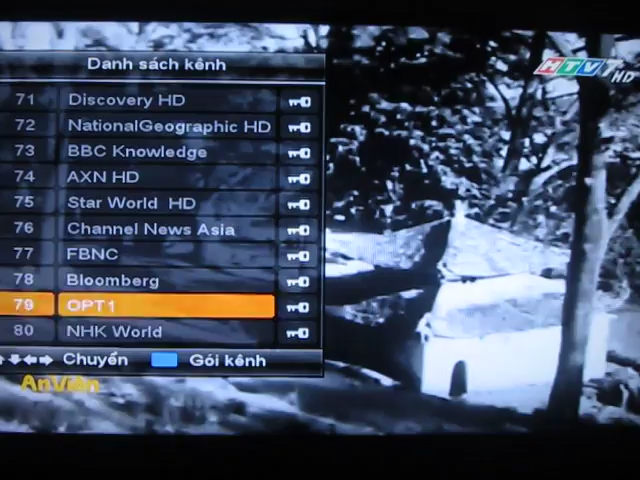 Danh sách kênh
HTV7 HD
71 Discovery HD
72 NationalGeographic HD
73 BBC Knowledge
74 AXN HD
75 Star World HD
76 Channel News Asia
77 FBNC
78 Bloomberg
79 OPT1
80 NHK World
Chuyển Gói kênh
AnViên